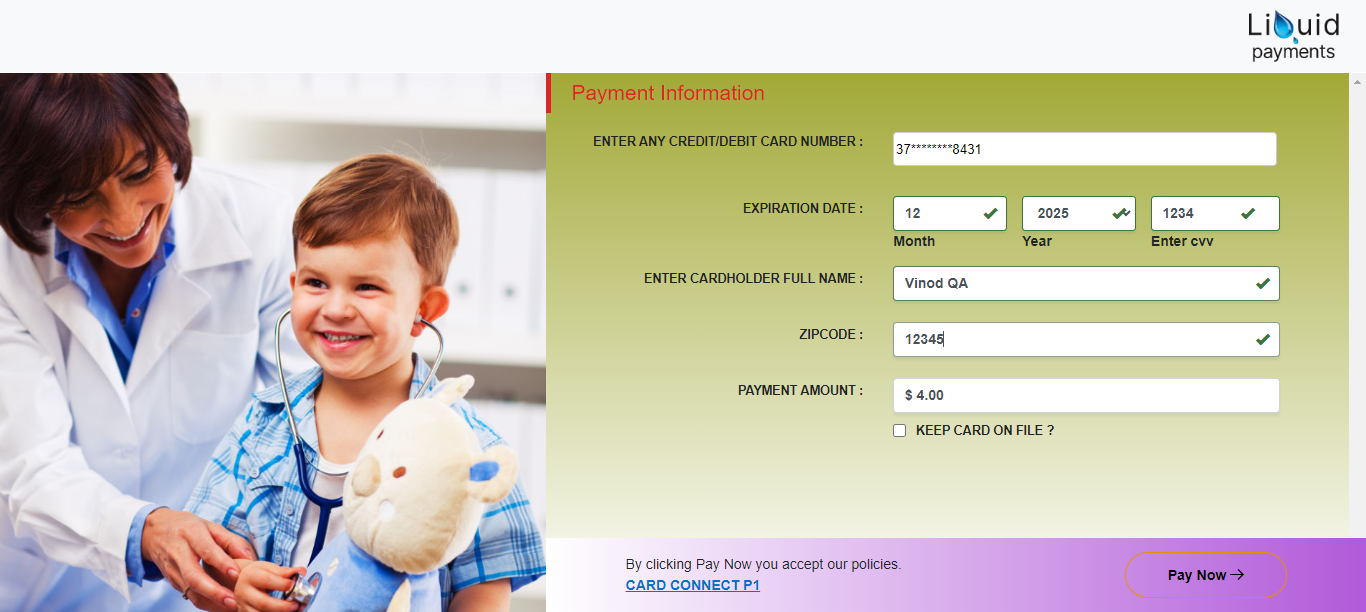 Liquid
payments
Payment Information
ENTER ANY CREDIT/DEBIT CARD NUMBER :
37********8431
EXPIRATION DATE :
12
2025
1234
Month
Year
Enter cvv
ENTER CARDHOLDER FULL NAME :
Vinod QA
ZIPCODE :
12345
PAYMENT AMOUNT :
$ 4.00
KEEP CARD ON FILE ?
By clicking Pay Now you accept our policies.
CARD CONNECT P1
Pay Now